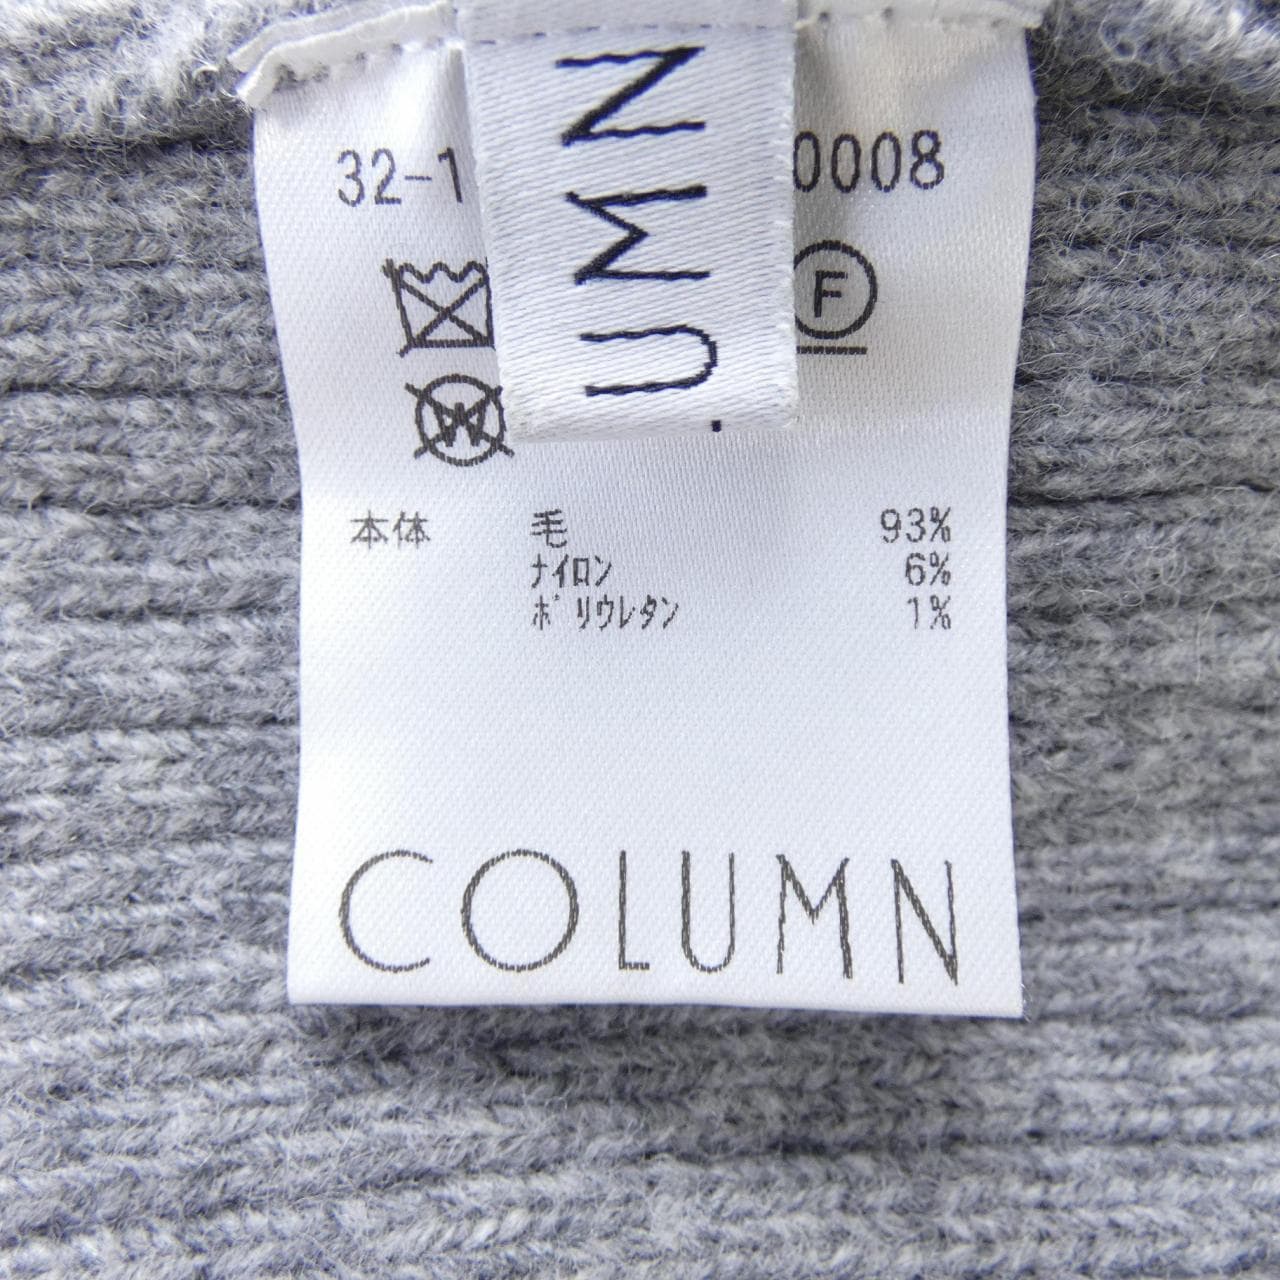 UMN
32-1 0008
F
W
本体 毛 93%
ナイロン 6%
ポリウレタン 1%
COLUMN